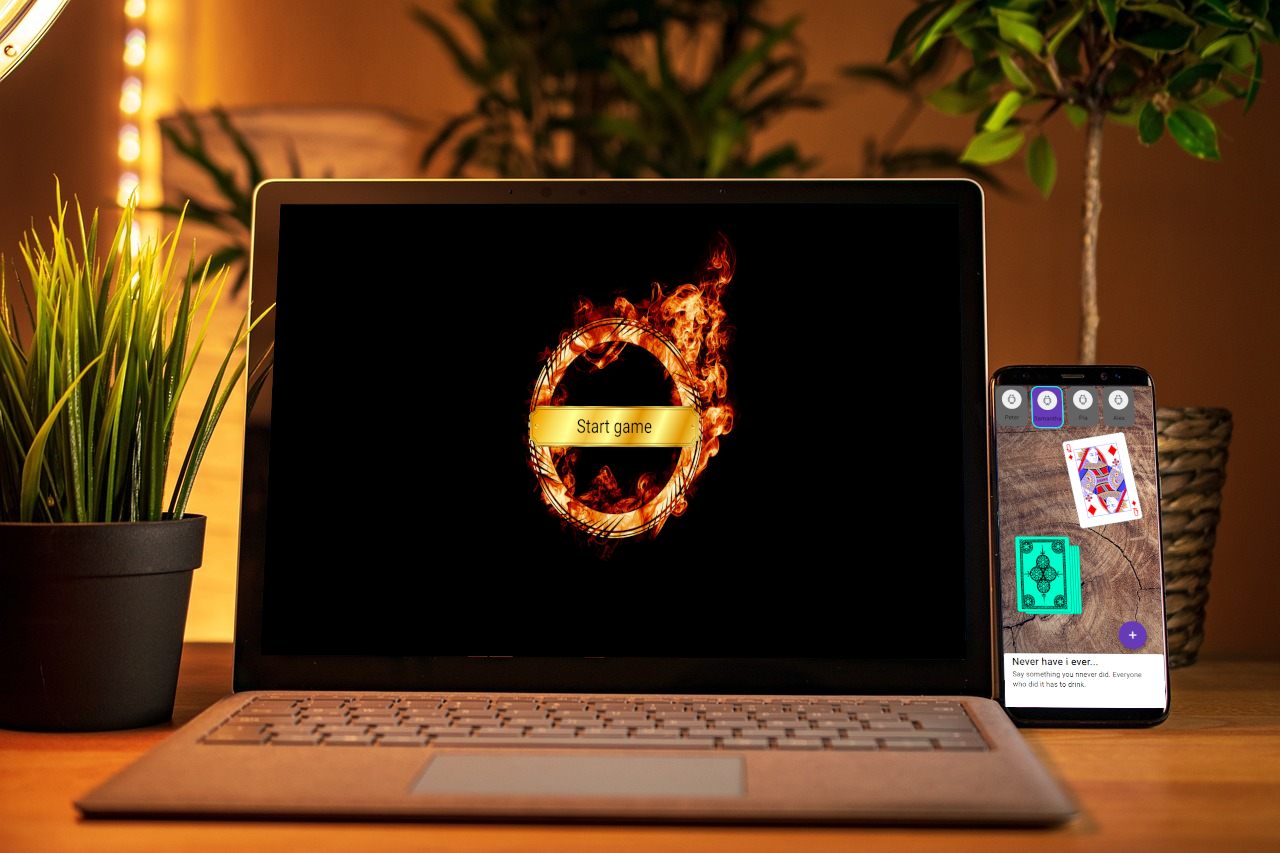 Start game
Peter
Samantha
Pia
Alex
Q
Q
Never have i ever...
Say something you nnever did. Everyone
who did it has to drink.